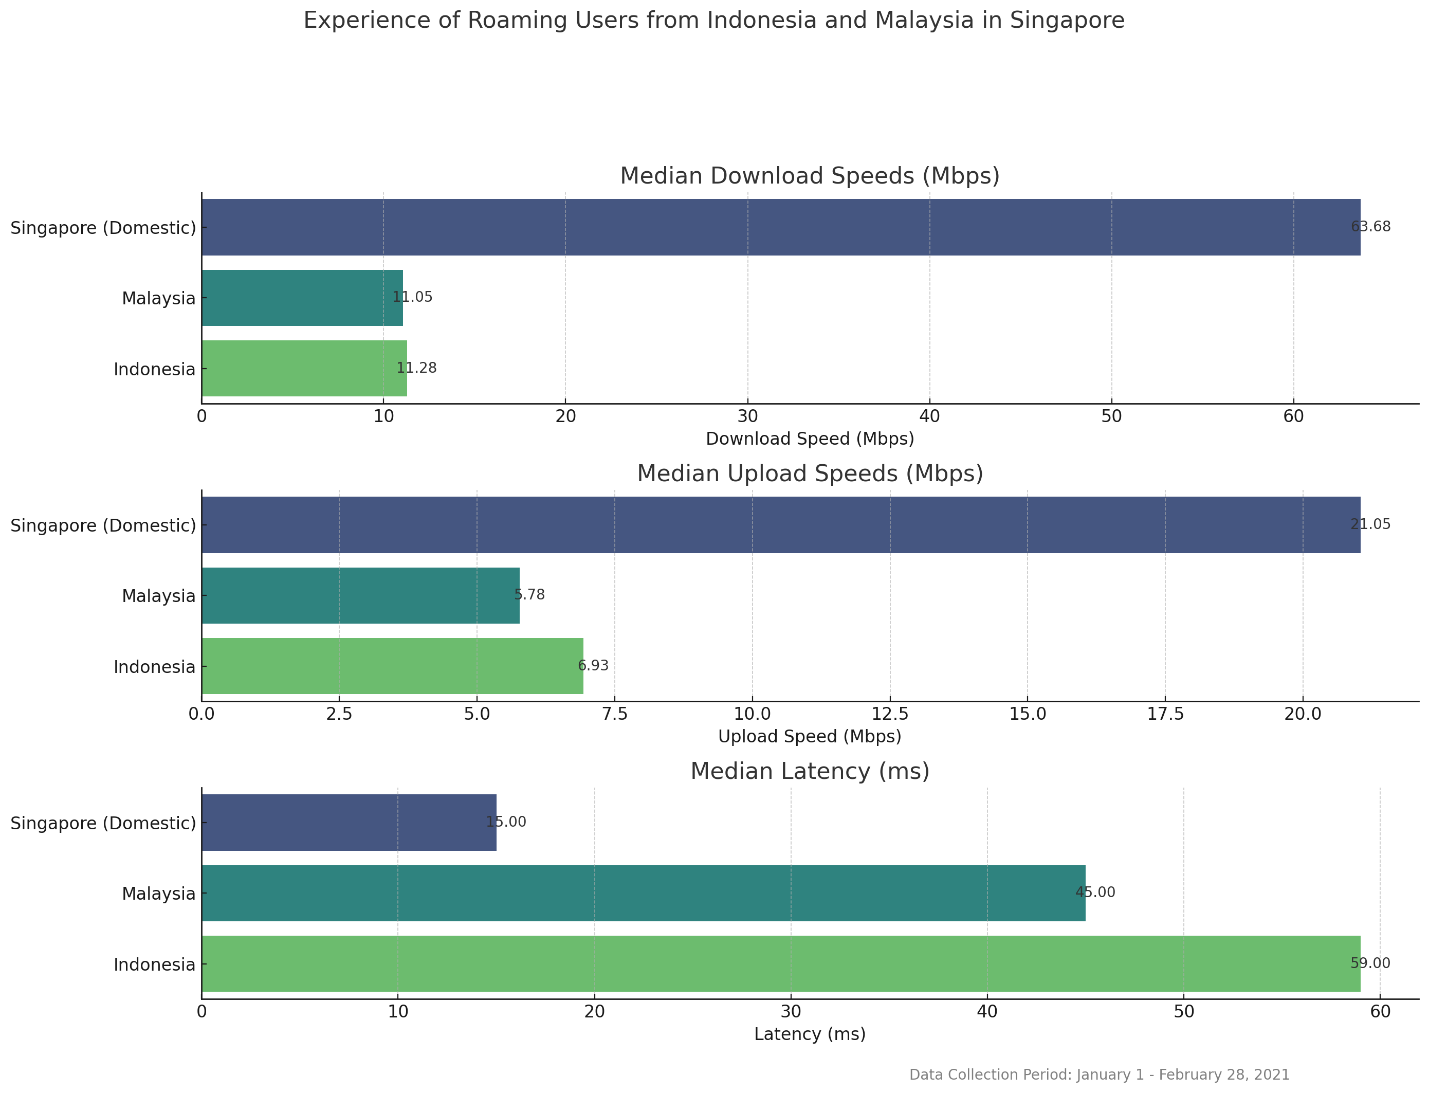 Experience of Roaming Users from Indonesia and Malaysia in Singapore
Median Download Speeds (Mbps)
Singapore (Domestic)
63.68
Malaysia
11.05
Indonesia
11.28
0 10 20 30 40 50 60
Download Speed (Mbps)
Median Upload Speeds (Mbps)
Singapore (Domestic)
21.05
Malaysia
5.78
Indonesia
6.93
0.0 2.5 5.0 7.5 10.0 12.5 15.0 17.5 20.0
Upload Speed (Mbps)
Median Latency (ms)
Singapore (Domestic)
15.00
Malaysia
45.00
Indonesia
59.00
0 10 20 30 40 50 60
Latency (ms)
Data Collection Period: January 1 - February 28, 2021